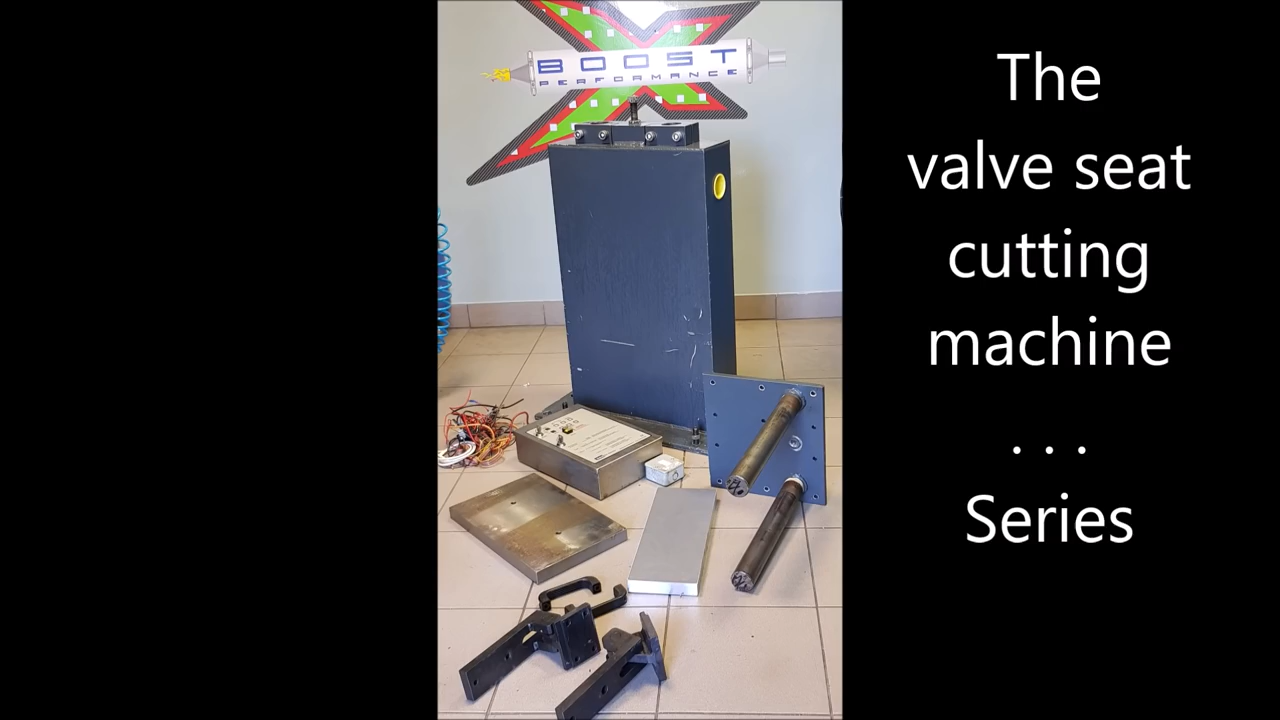 BOOST
PERFORMANCE
The
valve seat
cutting
machine
. . .
Series